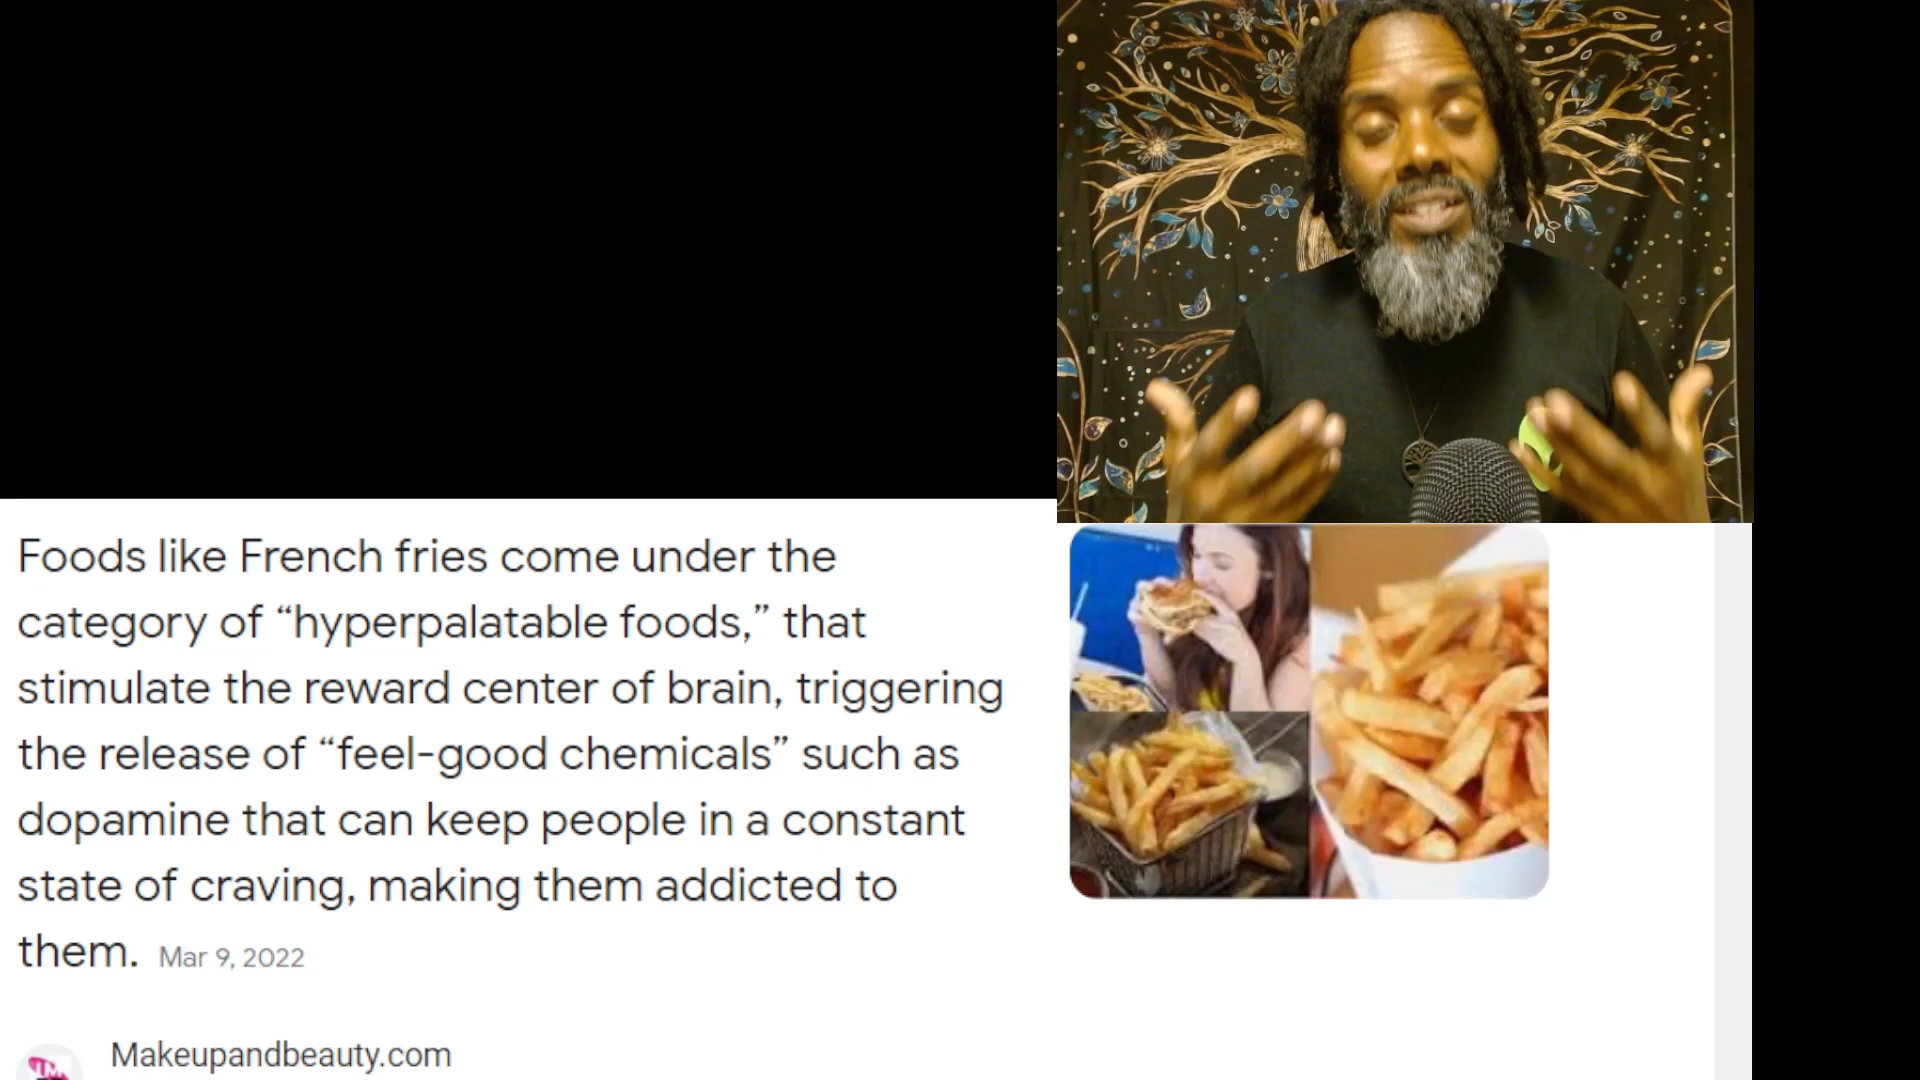 Foods like French fries come under the
category of “hyperpalatable foods,” that
stimulate the reward center of brain, triggering
the release of “feel-good chemicals” such as
dopamine that can keep people in a constant
state of craving, making them addicted to
them. Mar 9, 2022
Makeupandbeauty.com